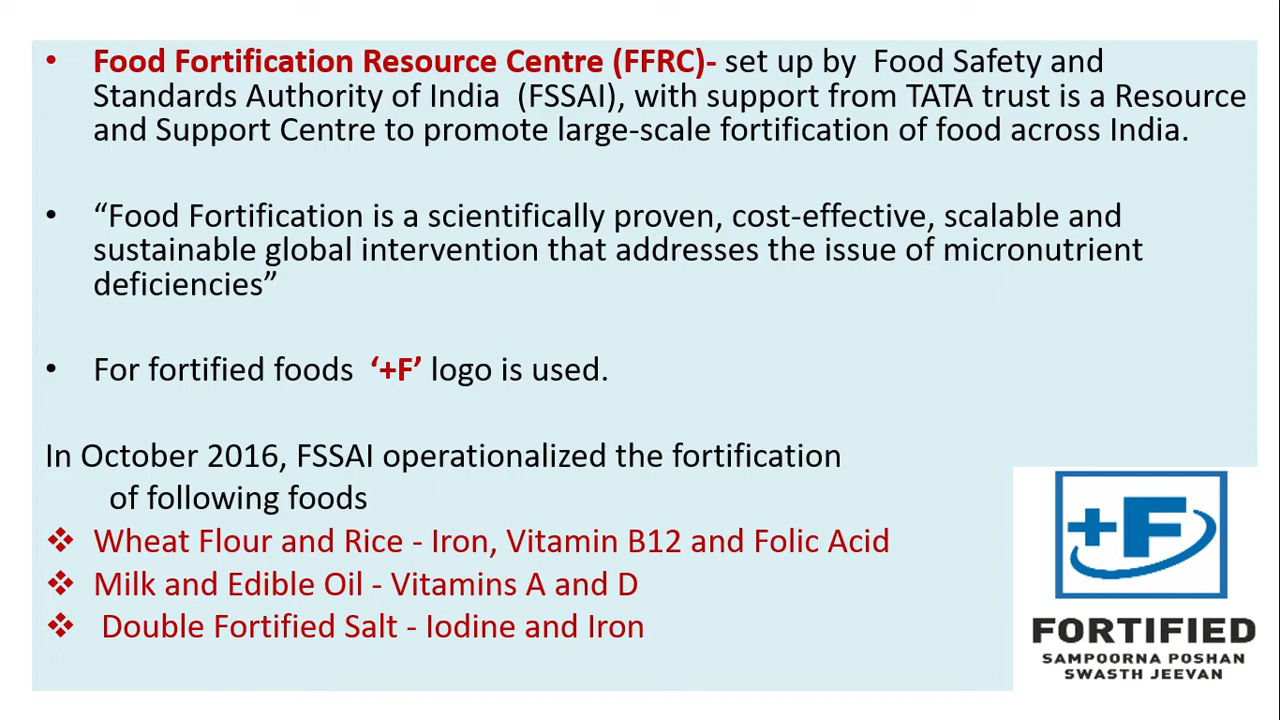 • Food Fortification Resource Centre (FFRC)- set up by Food Safety and
Standards Authority of India (FSSAI), with support from TATA trust is a Resource
and Support Centre to promote large-scale fortification of food across India.
• “Food Fortification is a scientifically proven, cost-effective, scalable and
sustainable global intervention that addresses the issue of micronutrient
deficiencies”
• For fortified foods ‘+F’ logo is used.
In October 2016, FSSAI operationalized the fortification
of following foods
❖ Wheat Flour and Rice - Iron, Vitamin B12 and Folic Acid
❖ Milk and Edible Oil - Vitamins A and D
❖ Double Fortified Salt - Iodine and Iron
+F
FORTIFIED
SAMPOORNA POSHAN
SWASTH JEEVAN